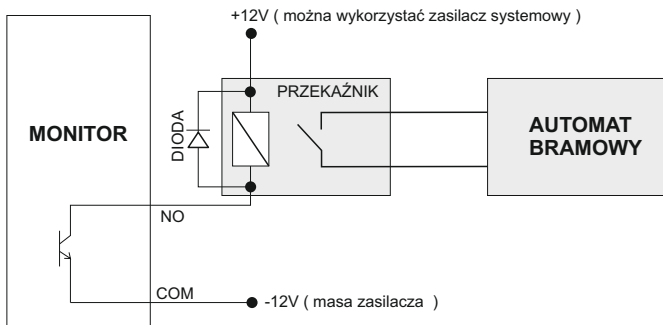 +12V ( można wykorzystać zasilacz systemowy )
PRZEKAŹNIK
DIODA
MONITOR
AUTOMAT
BRAMOWY
NO
COM
-12V ( masa zasilacza )